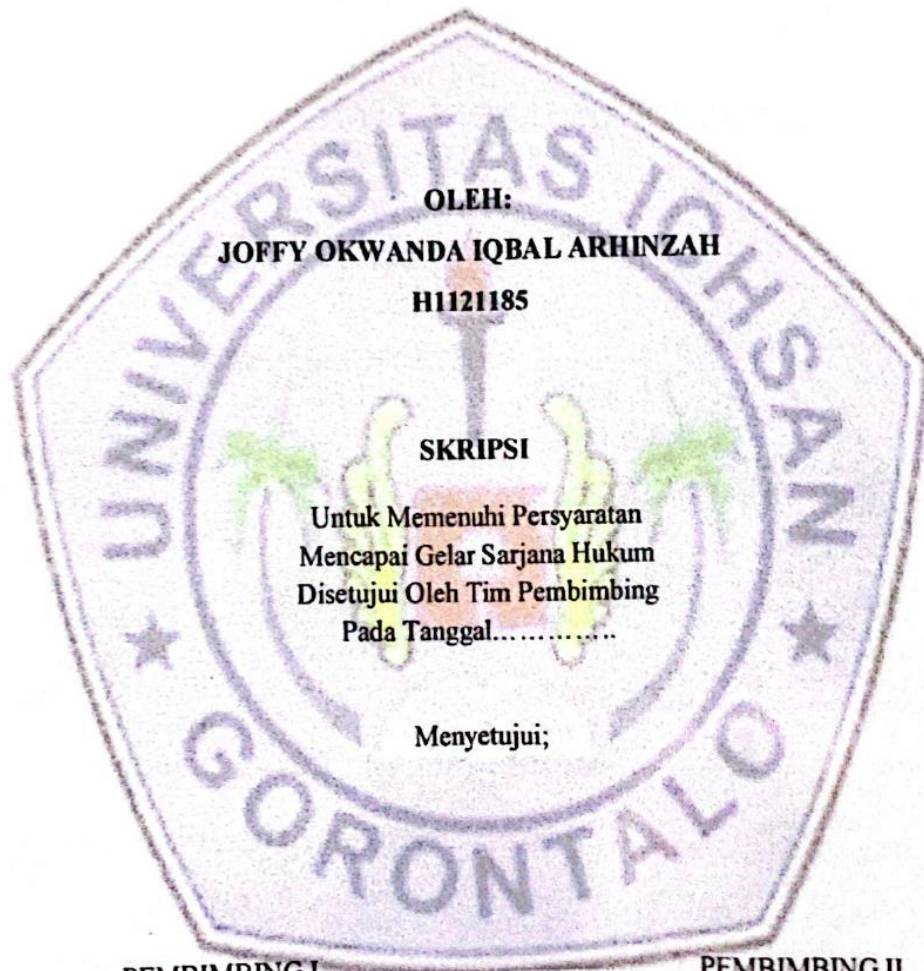 UNIVERSITAS ICHSAN
OLEH:
JOFFY OKWANDA IQBAL ARHINZAH
H1121185
SKRIPSI
Untuk Memenuhi Persyaratan
Mencapai Gelar Sarjana Hukum
Disetujui Oleh Tim Pembimbing
Pada Tanggal..............
Menyetujui;
GORONTALO
PEMBIMBING I
PEMBIMBING II